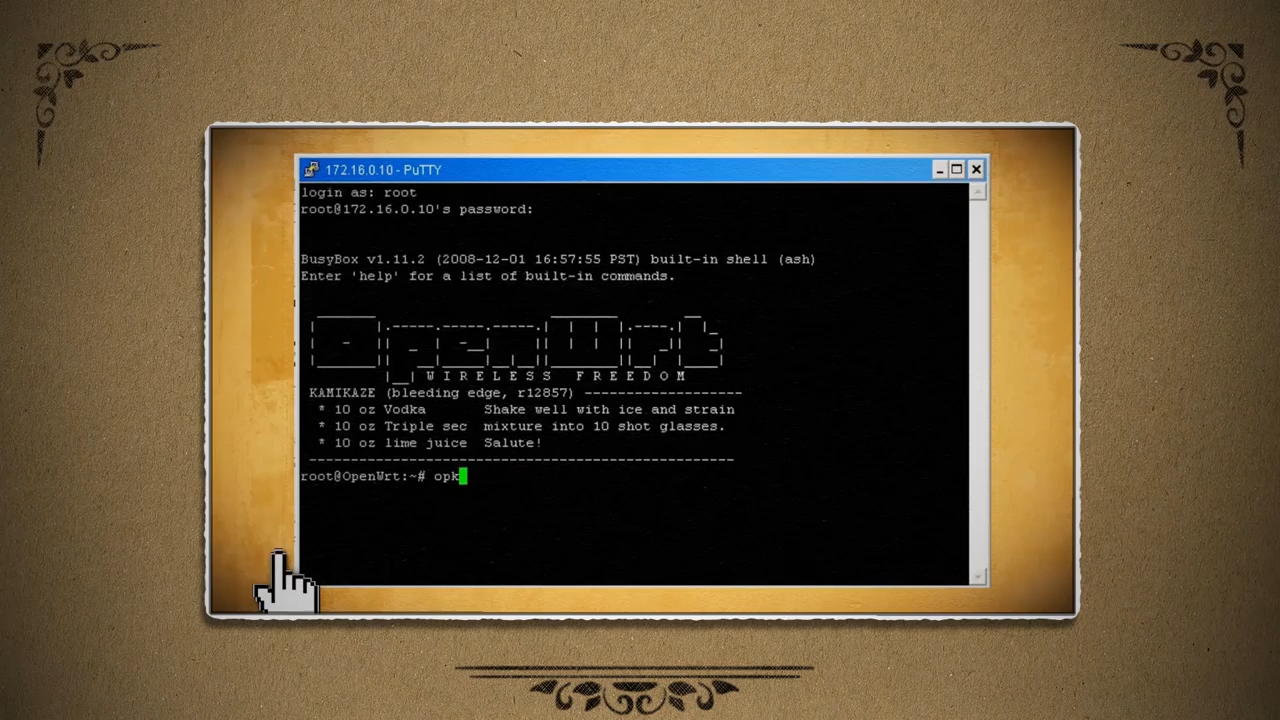 172.16.0.10 - PuTTY
login as: root
root@172.16.0.10's password:
BusyBox v1.11.2 (2008-12-01 16:57:55 PST) built-in shell (ash)
Enter 'help' for a list of built-in commands.
OpenWrt
W I R E L E S S   F R E E D O M
KAMIKAZE (bleeding edge, r12857) -------------------
* 10 oz Vodka       Shake well with ice and strain
* 10 oz Triple sec  mixture into 10 shot glasses.
* 10 oz lime juice  Salute!
---------------------------------------------------
root@OpenWrt:~# opk